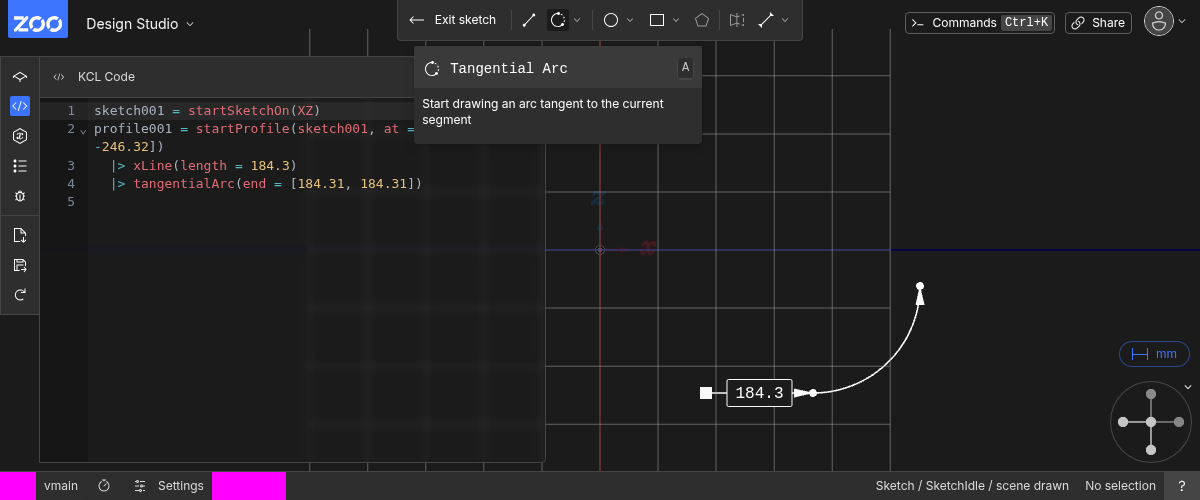 ZOO Design Studio
Exit sketch
Commands Ctrl+K
Share
KCL Code
Tangential Arc A
Start drawing an arc tangent to the current
segment
1 sketch001 = startSketchOn(XZ)
2 profile001 = startProfile(sketch001, at =
-246.32])
3 |> xLine(length = 184.3)
4 |> tangentialArc(end = [184.31, 184.31])
5
z
x
184.3
mm
vmain
Settings
Sketch / SketchIdle / scene drawn
No selection
?